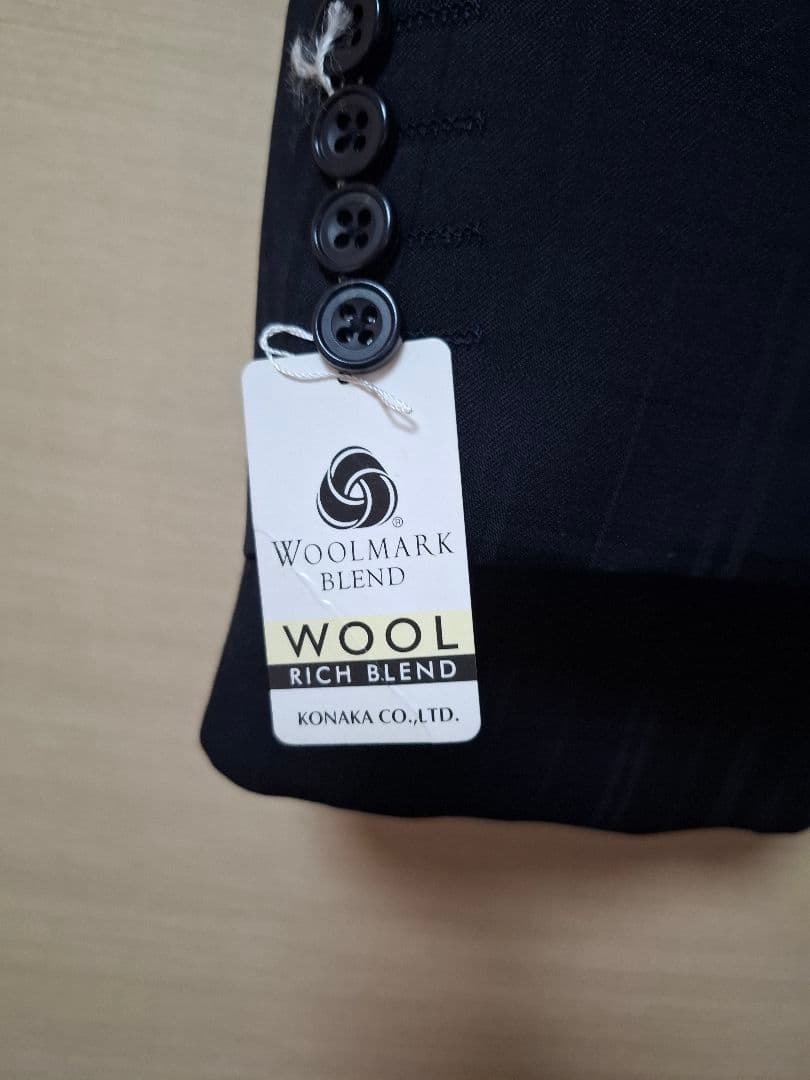 ®
WOOLMARK
BLEND
WOOL
RICH BLEND
KONAKA CO.,LTD.